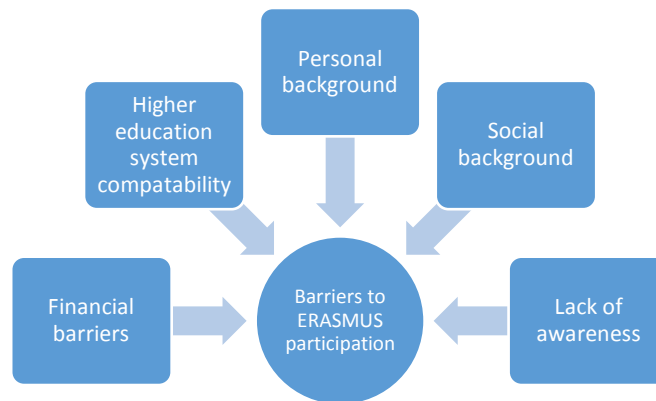 Personal
background
Higher
education
system
compatability
Social
background
Financial
barriers
Barriers to
ERASMUS
participation
Lack of
awareness